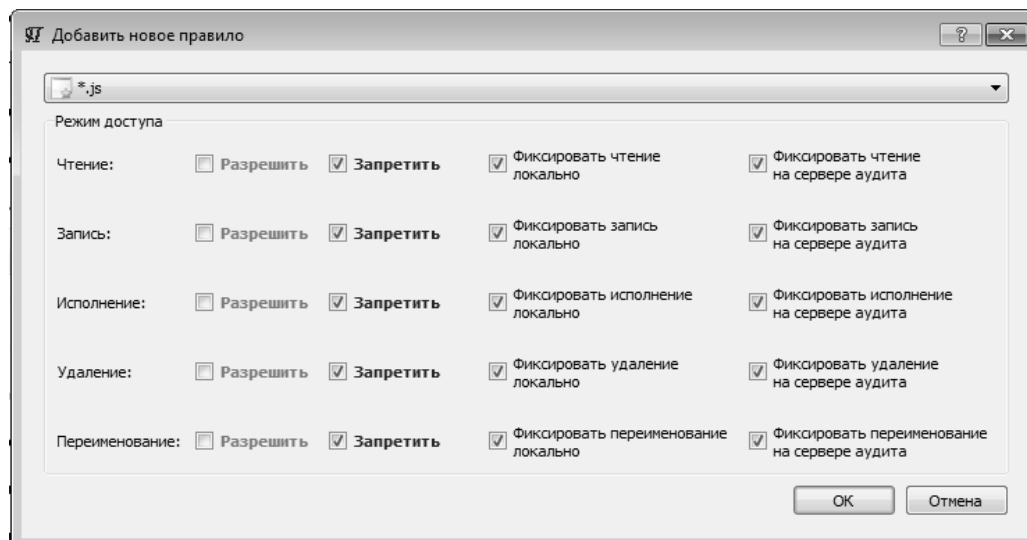 Добавить новое правило
*.js
Режим доступа
Чтение: Разрешить Запретить Фиксировать чтение локально Фиксировать чтение на сервере аудита
Запись: Разрешить Запретить Фиксировать запись локально Фиксировать запись на сервере аудита
Исполнение: Разрешить Запретить Фиксировать исполнение локально Фиксировать исполнение на сервере аудита
Удаление: Разрешить Запретить Фиксировать удаление локально Фиксировать удаление на сервере аудита
Переименование: Разрешить Запретить Фиксировать переименование локально Фиксировать переименование на сервере аудита
OK Отмена